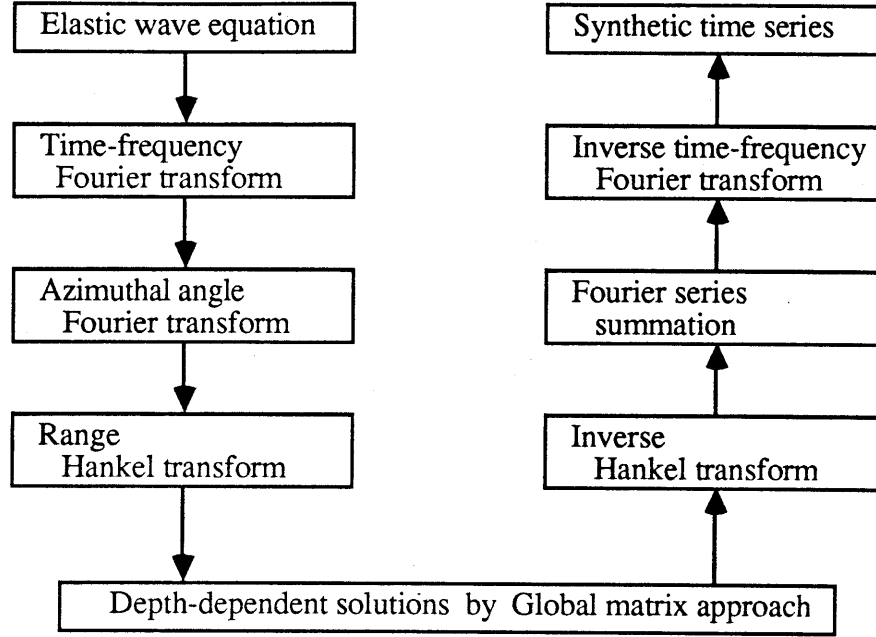 Elastic wave equation
Time-frequency
Fourier transform
Azimuthal angle
Fourier transform
Range
Hankel transform
Depth-dependent solutions by Global matrix approach
Inverse
Hankel transform
Fourier series
summation
Inverse time-frequency
Fourier transform
Synthetic time series